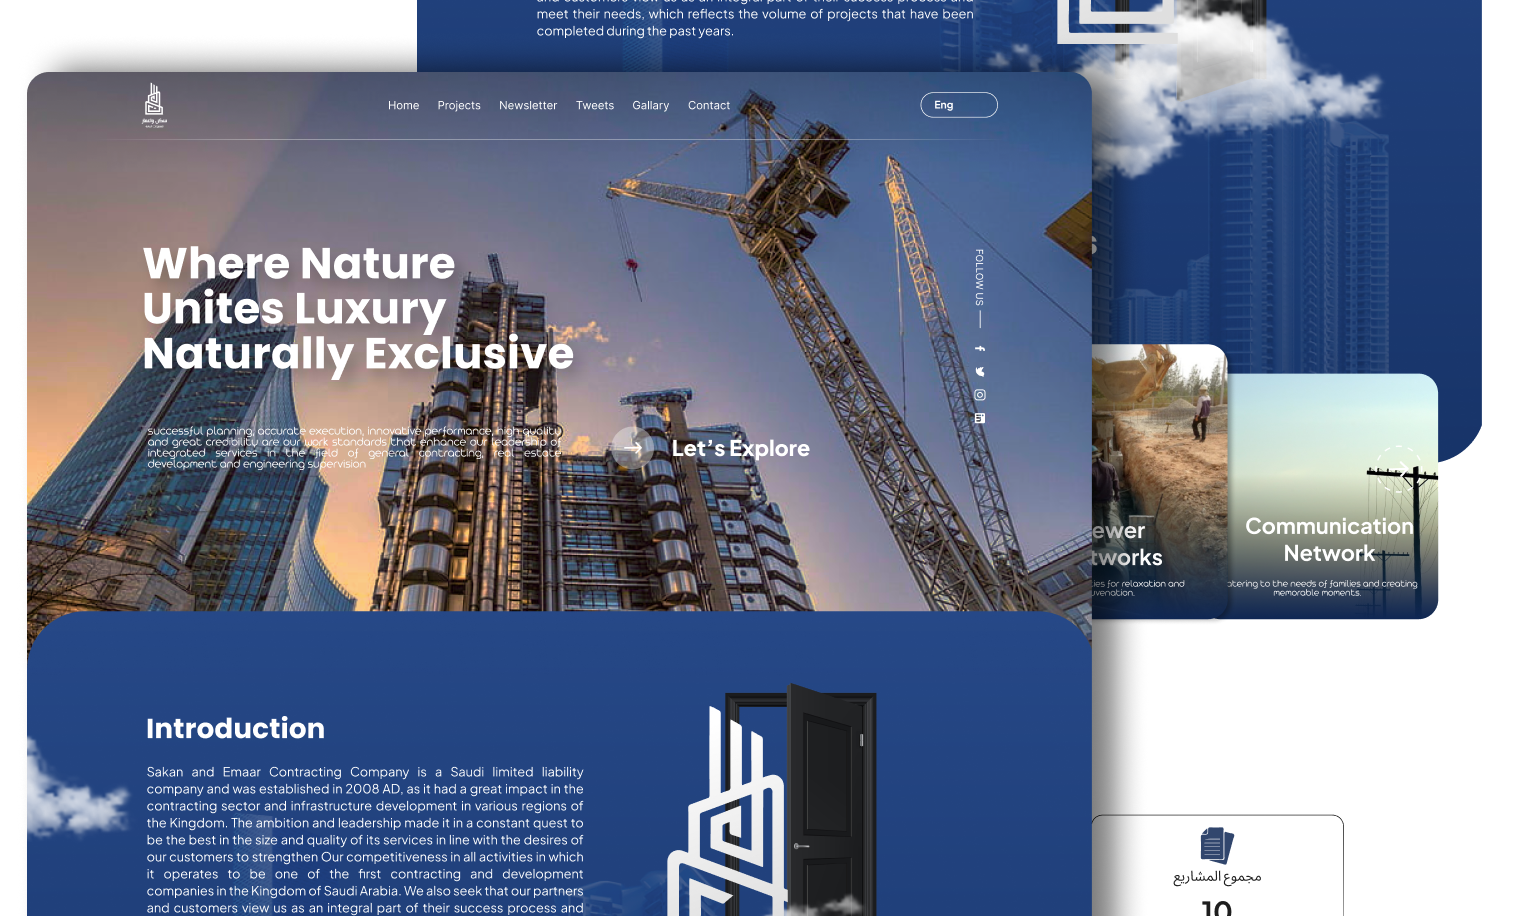 meet their needs, which reflects the volume of projects that have been
completed during the past years.
Home Projects Newsletter Tweets Gallary Contact
Eng
Where Nature
Unites Luxury
Naturally Exclusive
successful planning, accurate execution, innovative performance, high quality
and great credibility are our work standards that enhance our leadership of
integrated services in the field of general contracting, real estate
development and engineering supervision
Let's Explore
FOLLOW US
Introduction
Sakan and Emaar Contracting Company is a Saudi limited liability
company and was established in 2008 AD, as it had a great impact in the
contracting sector and infrastructure development in various regions of
the Kingdom. The ambition and leadership made it in a constant quest to
be the best in the size and quality of its services in line with the desires of
our customers to strengthen Our competitiveness in all activities in which
it operates to be one of the first contracting and development
companies in the Kingdom of Saudi Arabia. We also seek that our partners
and customers view us as an integral part of their success process and
for relaxation and
Communication
Network
to the needs of families and creating
memorable moments.
مجموع المشاريع
10